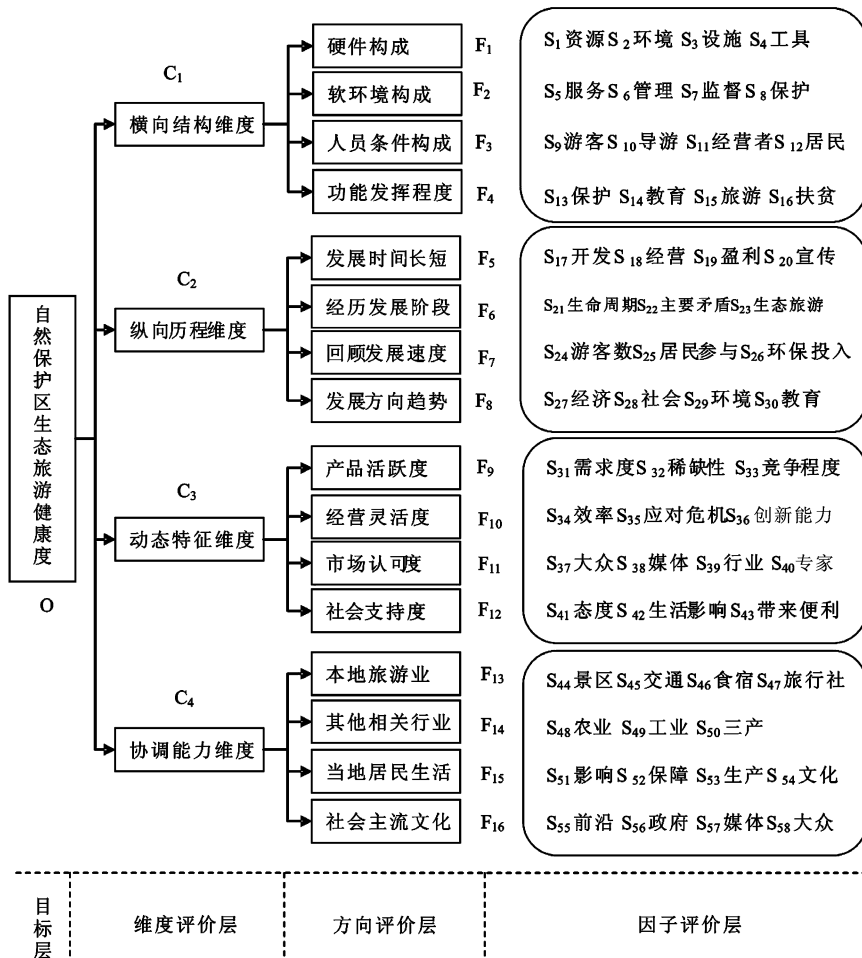 自然保护区生态旅游健康度
O
C₁
横向结构维度
硬件构成 F₁ S₁资源 S₂环境 S₃设施 S₄工具
软环境构成 F₂ S₅服务 S₆管理 S₇监督 S₈保护
人员条件构成 F₃ S₉游客 S₁₀导游 S₁₁经营者 S₁₂居民
功能发挥程度 F₄ S₁₃保护 S₁₄教育 S₁₅旅游 S₁₆扶贫
C₂
纵向历程维度
发展时间长短 F₅ S₁₇开发 S₁₈经营 S₁₉盈利 S₂₀宣传
经历发展阶段 F₆ S₂₁生命周期 S₂₂主要矛盾 S₂₃生态旅游
回顾发展速度 F₇ S₂₄游客数 S₂₅居民参与 S₂₆环保投入
发展方向趋势 F₈ S₂₇经济 S₂₈社会 S₂₉环境 S₃₀教育
C₃
动态特征维度
产品活跃度 F₉ S₃₁需求度 S₃₂稀缺性 S₃₃竞争程度
经营灵活度 F₁₀ S₃₄效率 S₃₅应对危机 S₃₆创新能力
市场认可度 F₁₁ S₃₇大众 S₃₈媒体 S₃₉行业 S₄₀专家
社会支持度 F₁₂ S₄₁态度 S₄₂生活影响 S₄₃带来便利
C₄
协调能力维度
本地旅游业 F₁₃ S₄₄景区 S₄₅交通 S₄₆食宿 S₄₇旅行社
其他相关行业 F₁₄ S₄₈农业 S₄₉工业 S₅₀三产
当地居民生活 F₁₅ S₅₁影响 S₅₂保障 S₅₃生产 S₅₄文化
社会主流文化 F₁₆ S₅₅前沿 S₅₆政府 S₅₇媒体 S₅₈大众
目标层 维度评价层 方向评价层 因子评价层